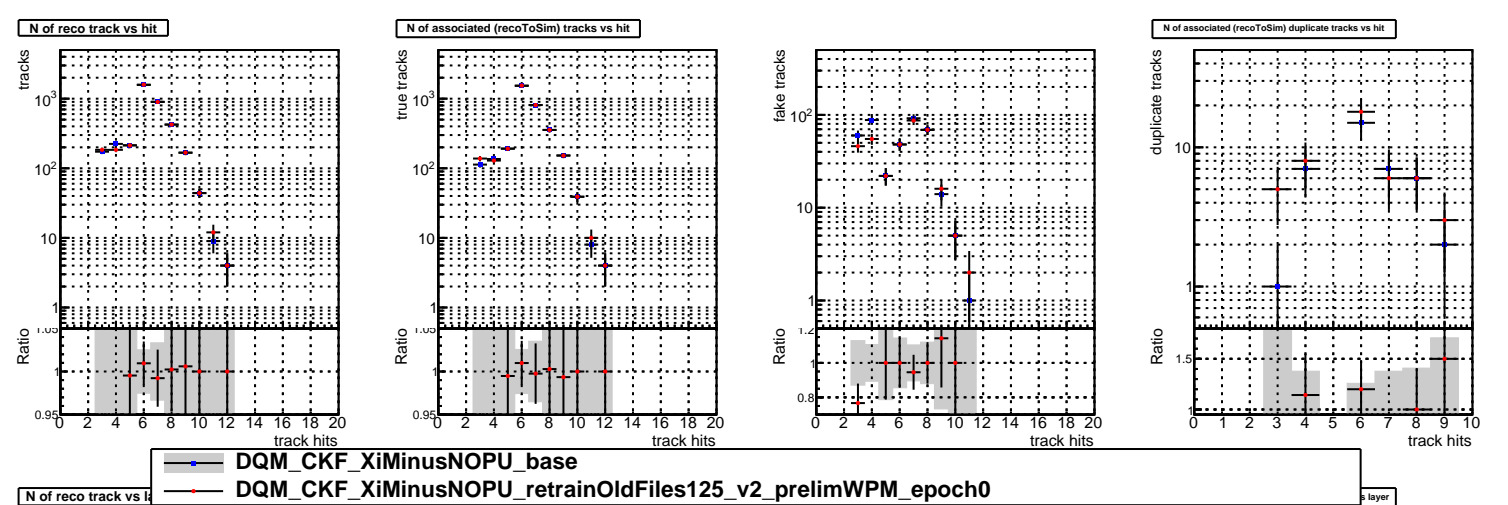 N of reco track vs hit
N of associated (recoToSim) tracks vs hit
N of associated (recoToSim) duplicate tracks vs hit
tracks
10³
10²
10
1
Ratio
1.05
1
0.95
0 2 4 6 8 10 12 14 16 18 20
track hits
true tracks
10³
10²
10
1
Ratio
1.05
1
0.95
0 2 4 6 8 10 12 14 16 18 20
track hits
fake tracks
10²
10
1
Ratio
1.2
1
0.8
0 2 4 6 8 10 12 14 16 18 20
track hits
duplicate tracks
10
1
Ratio
1.5
1
0 1 2 3 4 5 6 7 8 9 10
track hits
DQM_CKF_XiMinusNOPU_base
DQM_CKF_XiMinusNOPU_retrainOldFiles125_v2_prelimWPM_epoch0
N of reco track vs la
s layer